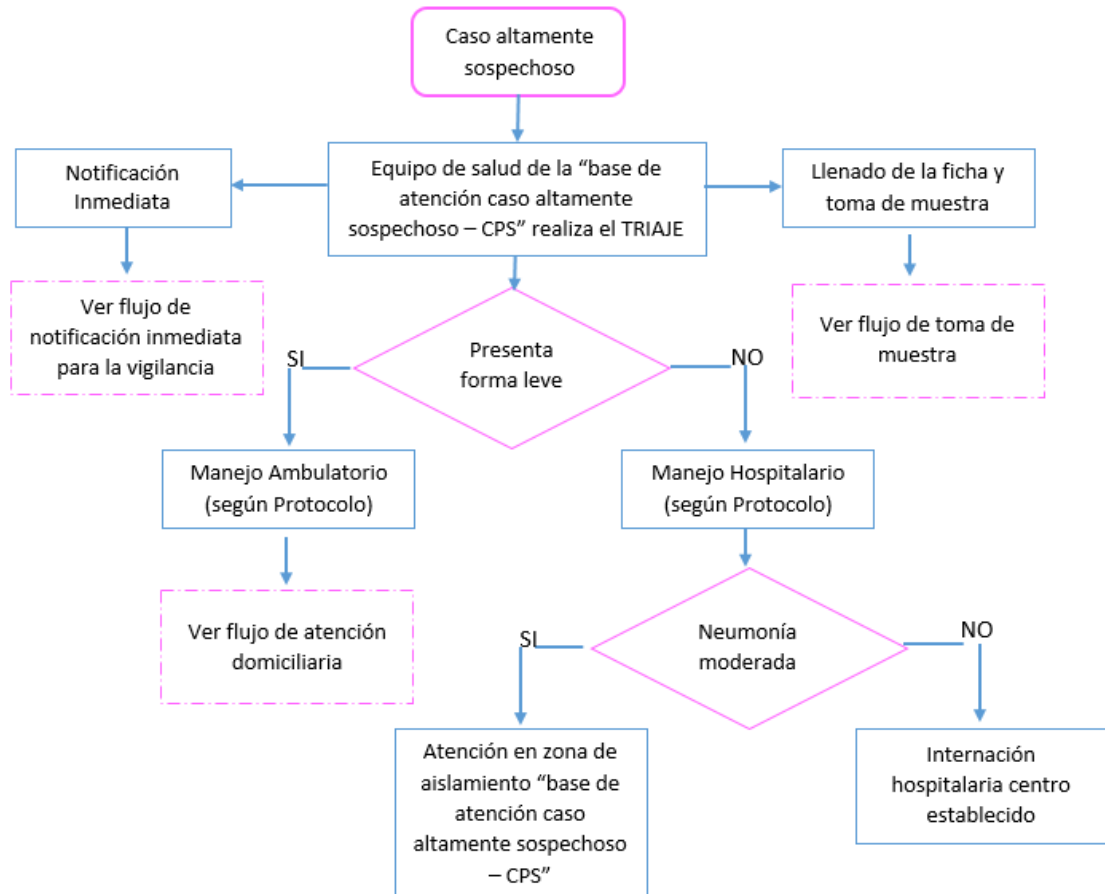 Caso altamente
sospechoso
Notificación
Inmediata
Equipo de salud de la “base de
atención caso altamente
sospechoso – CPS” realiza el TRIAJE
Llenado de la ficha y
toma de muestra
Ver flujo de
notificación inmediata
para la vigilancia
Ver flujo de toma de
muestra
Presenta
forma leve
SI
NO
Manejo Ambulatorio
(según Protocolo)
Manejo Hospitalario
(según Protocolo)
Ver flujo de atención
domiciliaria
Neumonía
moderada
SI
NO
Atención en zona de
aislamiento “base de
atención caso
altamente sospechoso
– CPS”
Internación
hospitalaria centro
establecido